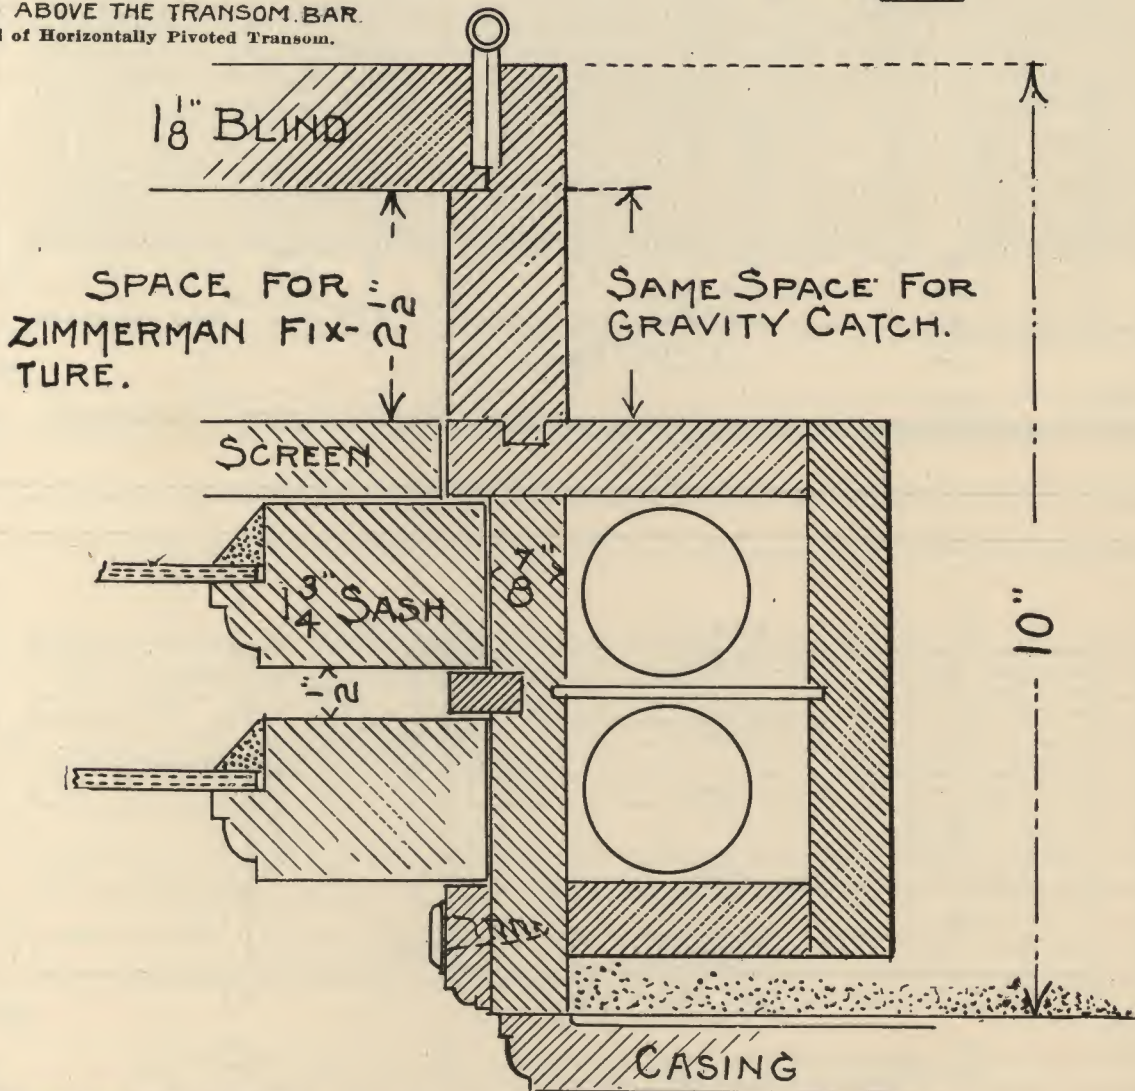 ABOVE THE TRANSOM.BAR.
of Horizontally Pivoted Transom.
1 1/8" BLIND
SPACE FOR
ZIMMERMAN FIX-
TURE.
2 1/2"
SAME SPACE FOR
GRAVITY CATCH.
SCREEN
1 3/4" SASH
7/8"
1/2"
10"
CASING